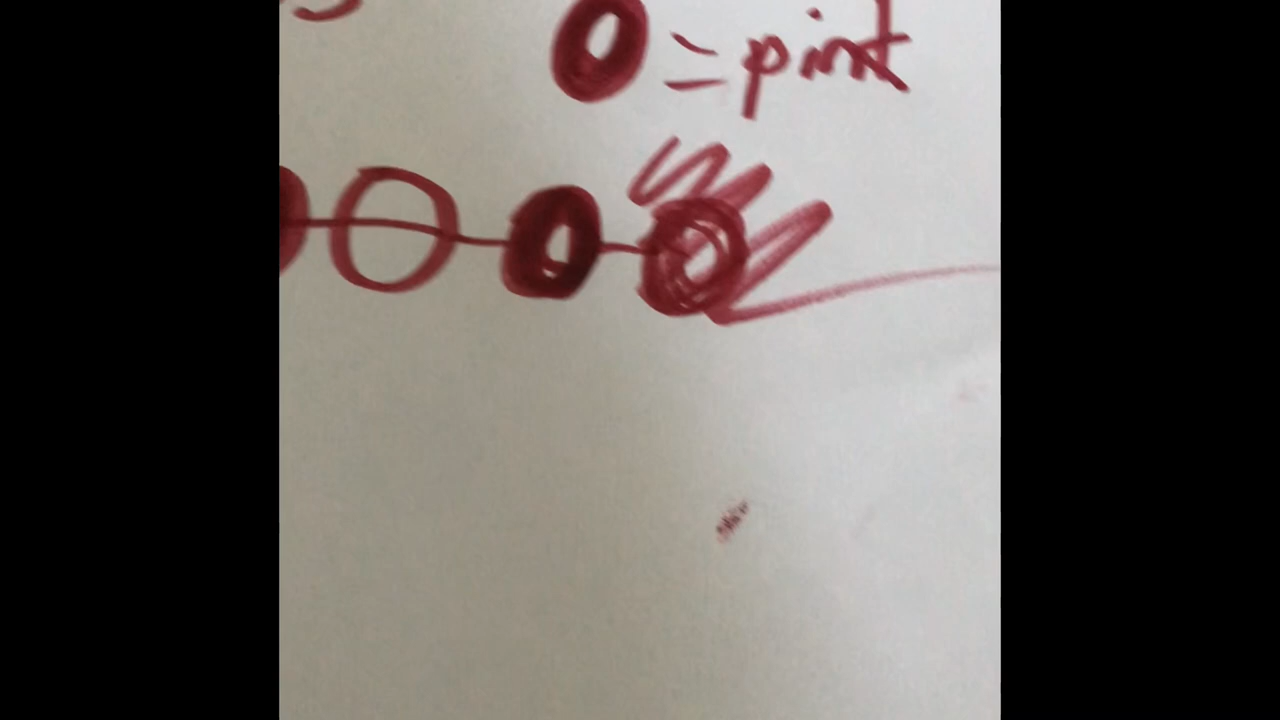 = pint